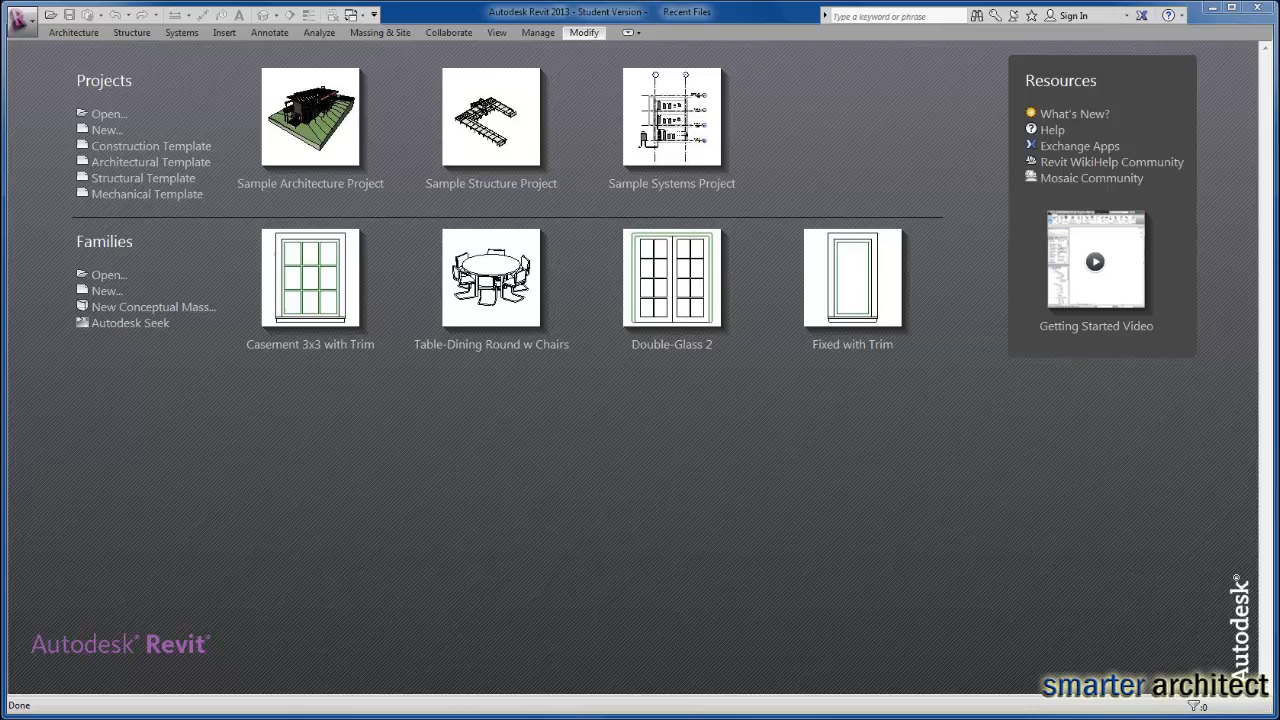 Autodesk Revit 2013 - Student Version - Recent Files
Type a keyword or phrase
Sign In
Architecture Structure Systems Insert Annotate Analyze Massing & Site Collaborate View Manage Modify
Projects
Open...
New...
Construction Template
Architectural Template
Structural Template
Mechanical Template
Sample Architecture Project
Sample Structure Project
Sample Systems Project
Families
Open...
New...
New Conceptual Mass...
Autodesk Seek
Casement 3x3 with Trim
Table-Dining Round w Chairs
Double-Glass 2
Fixed with Trim
Resources
What's New?
Help
Exchange Apps
Revit WikiHelp Community
Mosaic Community
Getting Started Video
Autodesk® Revit®
Autodesk®
smarter architect
Done
:0